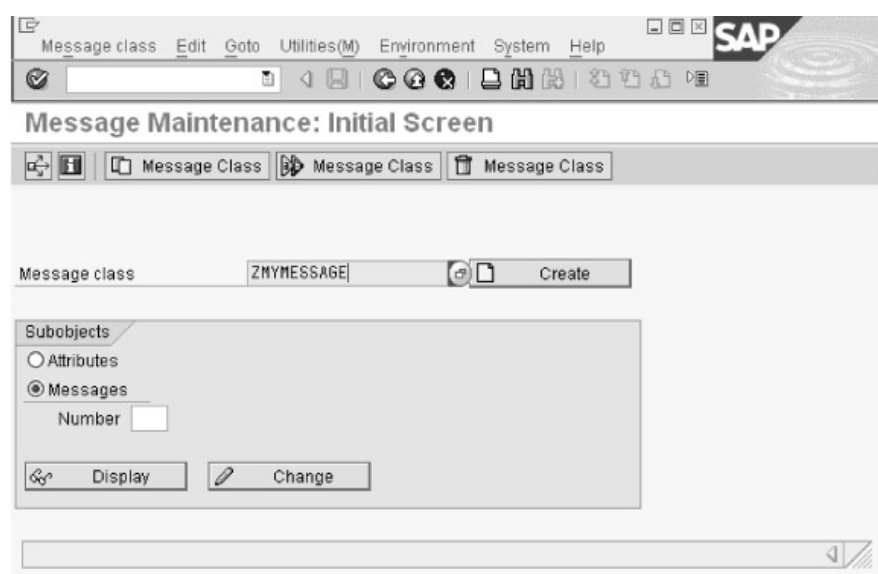 Message class Edit Goto Utilities(M) Environment System Help
SAP
Message Maintenance: Initial Screen
Message Class Message Class Message Class
Message class ZMYMESSAGE Create
Subobjects
Attributes
Messages
Number
Display Change